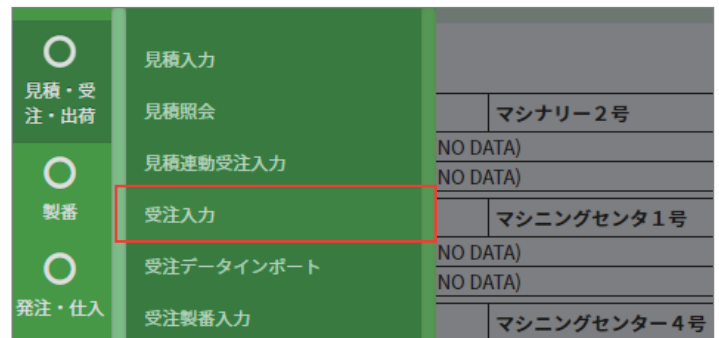 見積・受
注・出荷
製番
発注・仕入
見積入力
見積照会
見積連動受注入力
受注入力
受注データインポート
受注製番入力
マシナリー２号
NO DATA)
NO DATA)
マシニングセンタ１号
NO DATA)
NO DATA)
マシニングセンター４号